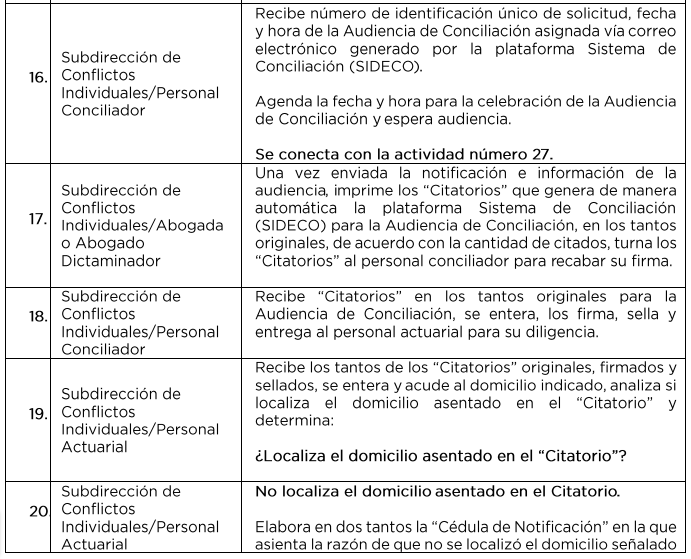 16.
Subdirección de
Conflictos
Individuales/Personal
Conciliador
Recibe número de identificación único de solicitud, fecha
y hora de la Audiencia de Conciliación asignada vía correo
electrónico generado por la plataforma Sistema de
Conciliación (SIDECO).
Agenda la fecha y hora para la celebración de la Audiencia
de Conciliación y espera audiencia.
Se conecta con la actividad número 27.
17.
Subdirección de
Conflictos
Individuales/Abogada
o Abogado
Dictaminador
Una vez enviada la notificación e información de la
audiencia, imprime los “Citatorios” que genera de manera
automática la plataforma Sistema de Conciliación
(SIDECO) para la Audiencia de Conciliación, en los tantos
originales, de acuerdo con la cantidad de citados, turna los
“Citatorios” al personal conciliador para recabar su firma.
18.
Subdirección de
Conflictos
Individuales/Personal
Conciliador
Recibe “Citatorios” en los tantos originales para la
Audiencia de Conciliación, se entera, los firma, sella y
entrega al personal actuarial para su diligencia.
19.
Subdirección de
Conflictos
Individuales/Personal
Actuarial
Recibe los tantos de los “Citatorios” originales, firmados y
sellados, se entera y acude al domicilio indicado, analiza si
localiza el domicilio asentado en el “Citatorio” y
determina:
¿Localiza el domicilio asentado en el “Citatorio”?
20
Subdirección de
Conflictos
Individuales/Personal
Actuarial
No localiza el domicilio asentado en el Citatorio.
Elabora en dos tantos la “Cédula de Notificación” en la que
asienta la razón de que no se localizó el domicilio señalado